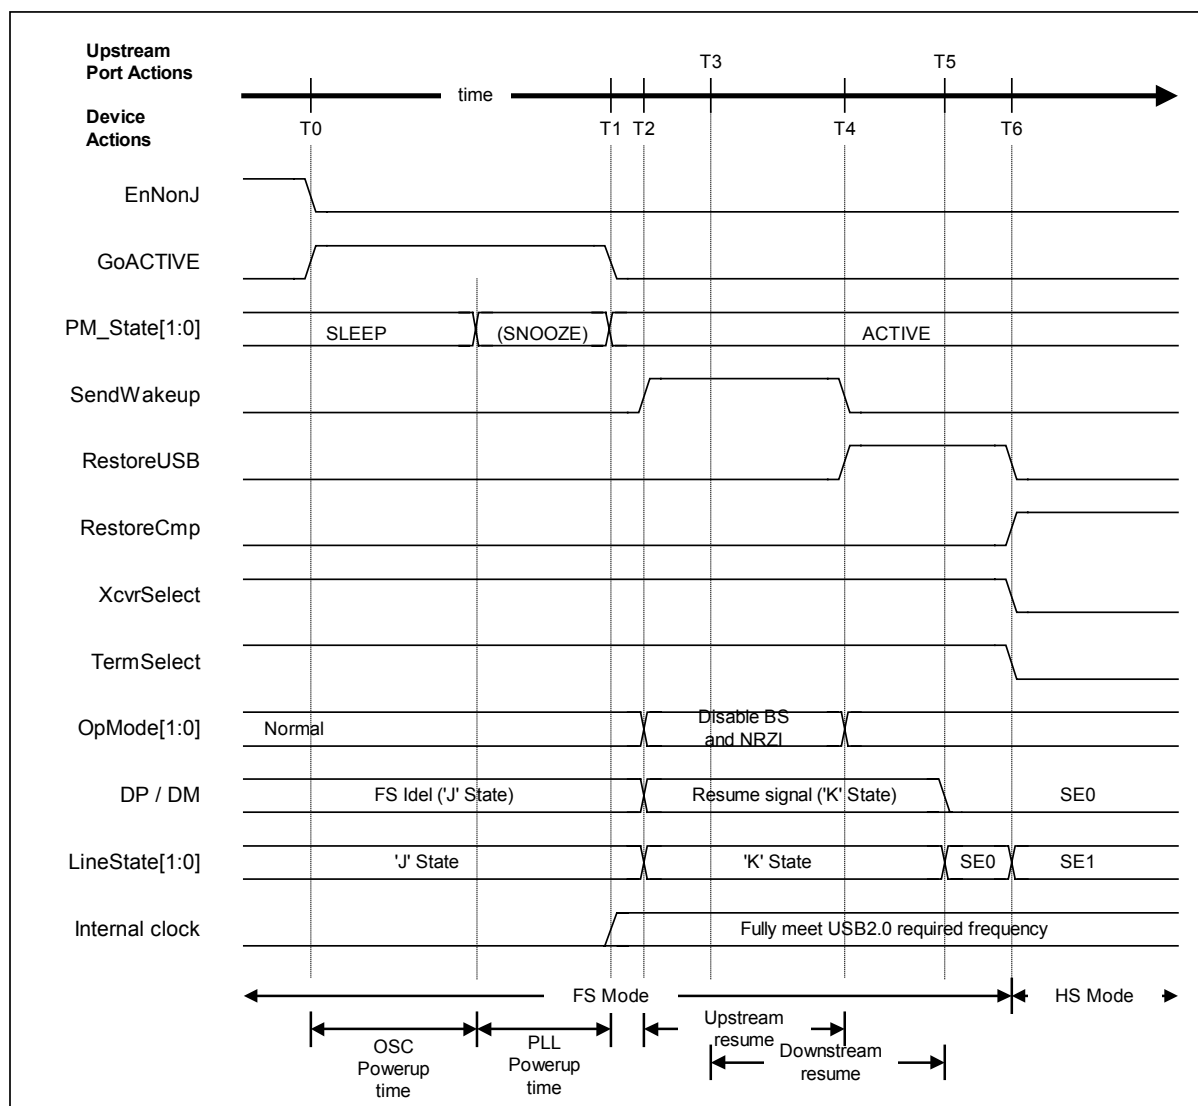 Upstream
Port Actions
T3
T5
time
Device
Actions
T0
T1
T2
T4
T6
EnNonJ
GoACTIVE
PM_State[1:0]
SLEEP
(SNOOZE)
ACTIVE
SendWakeup
RestoreUSB
RestoreCmp
XcvrSelect
TermSelect
OpMode[1:0]
Normal
Disable BS
and NRZI
DP / DM
FS Idel ('J' State)
Resume signal ('K' State)
SE0
LineState[1:0]
'J' State
'K' State
SE0
SE1
Internal clock
Fully meet USB2.0 required frequency
FS Mode
HS Mode
OSC
Powerup
time
PLL
Powerup
time
Upstream
resume
Downstream
resume